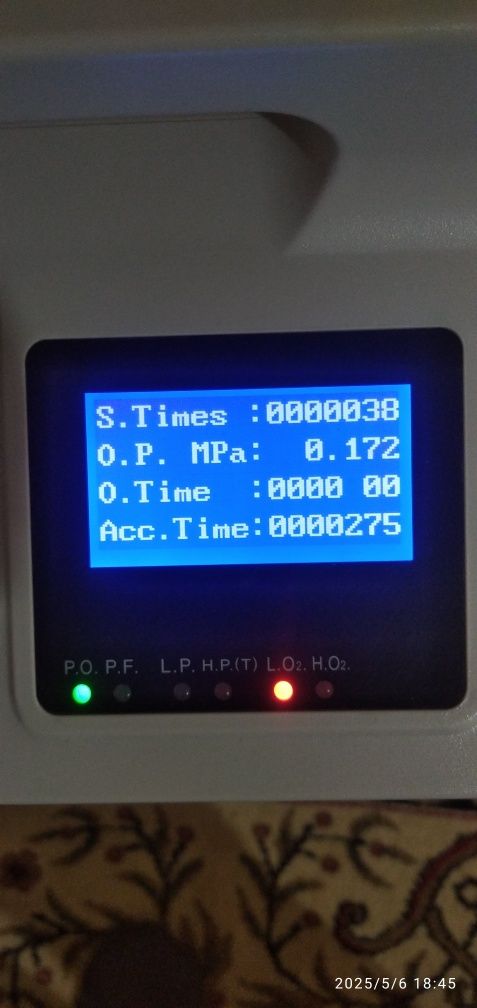 S.Times :0000038
O.P. MPa: 0.172
O.Time :0000 00
Acc.Time:0000275
P.O. P.F. L.P. H.P.(T) L.O₂. H.O₂.
2025/5/6 18:45